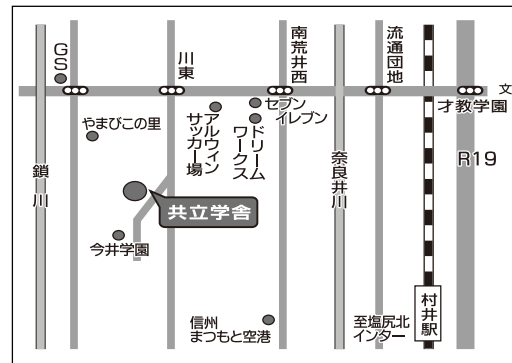 GS
川東
南荒井西
流通団地
文
才教学園
セブン
イレブン
やまびこの里
アルウィン
サッカー場
ドリーム
ワークス
R19
鎖川
奈良井川
共立学舎
今井学園
村井駅
信州
まつもと空港
至塩尻北
インター